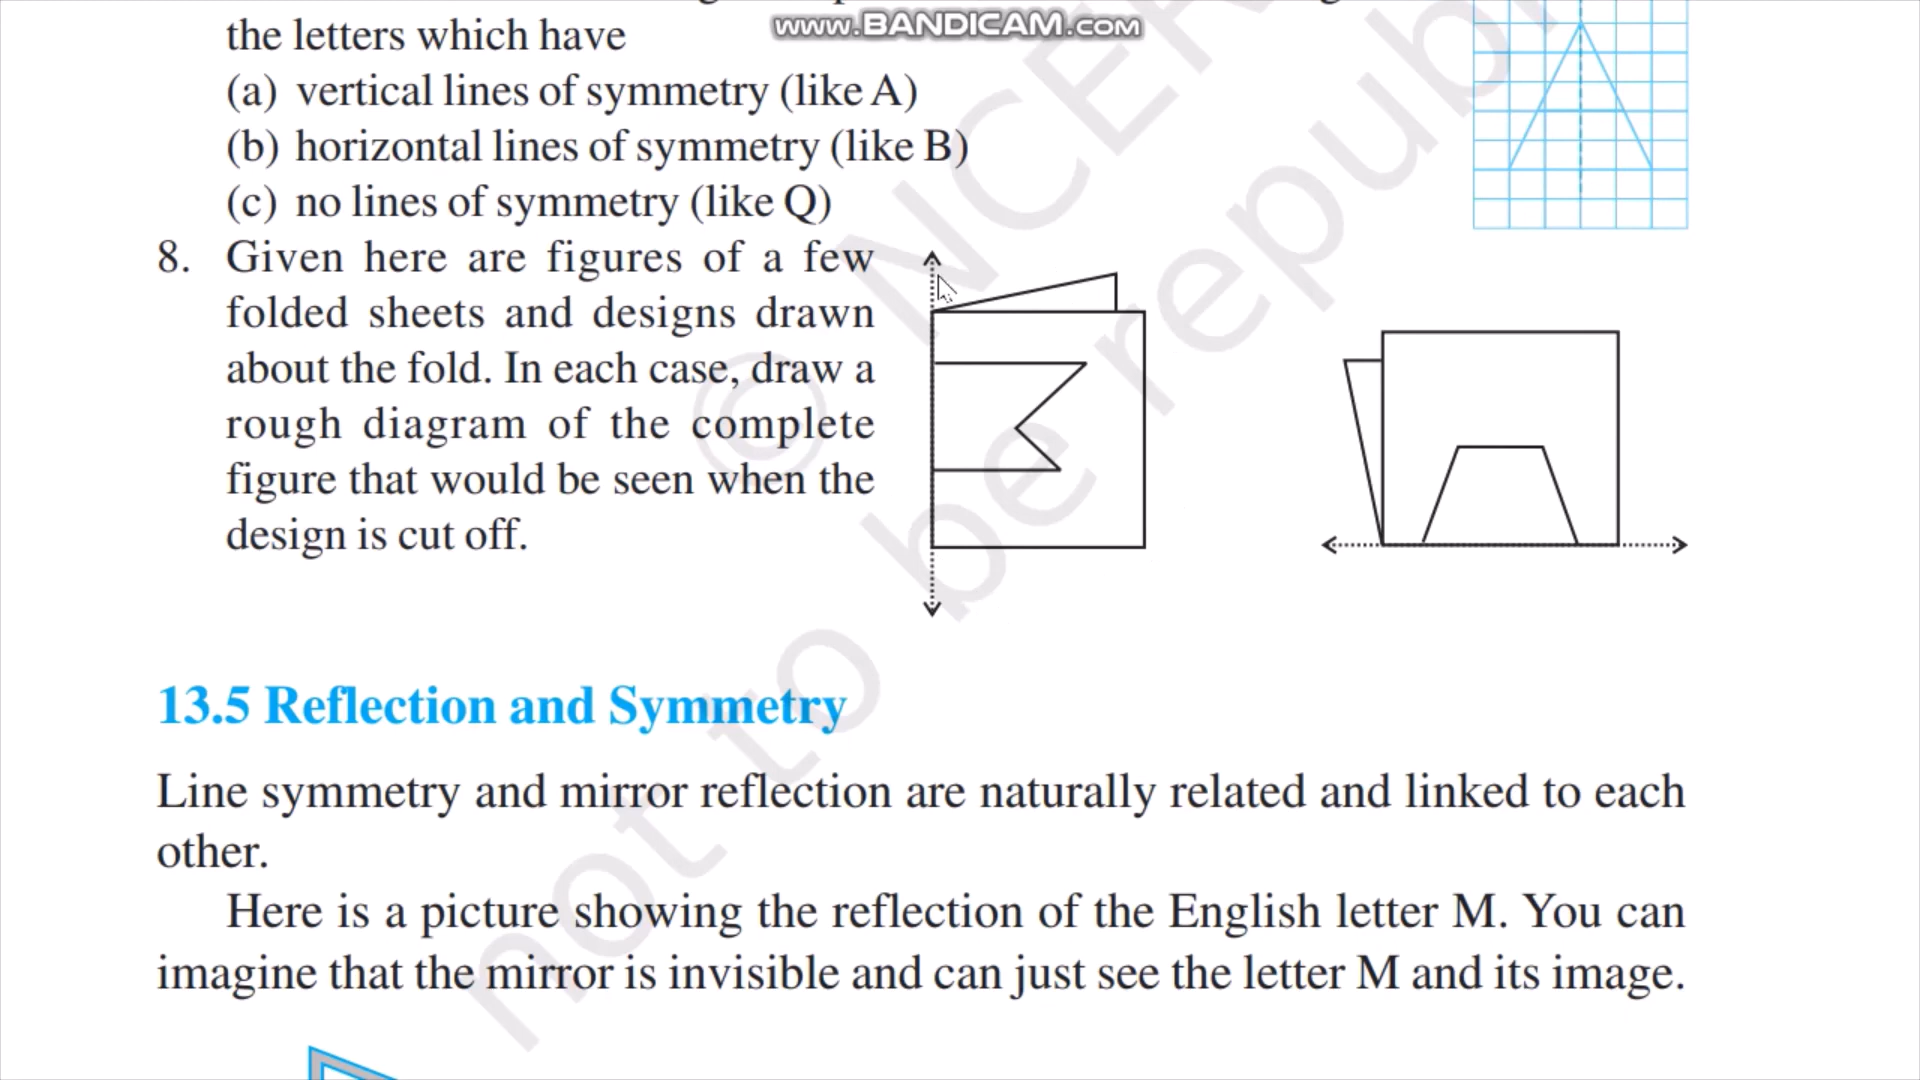 www.BANDICAM.com
the letters which have
(a) vertical lines of symmetry (like A)
(b) horizontal lines of symmetry (like B)
(c) no lines of symmetry (like Q)
8. Given here are figures of a few
folded sheets and designs drawn
about the fold. In each case, draw a
rough diagram of the complete
figure that would be seen when the
design is cut off.
13.5 Reflection and Symmetry
Line symmetry and mirror reflection are naturally related and linked to each
other.
Here is a picture showing the reflection of the English letter M. You can
imagine that the mirror is invisible and can just see the letter M and its image.
©
not to be